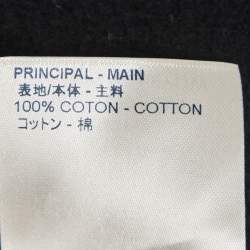 PRINCIPAL - MAIN
表地/本体 - 主料
100% COTON - COTTON
コットン - 棉